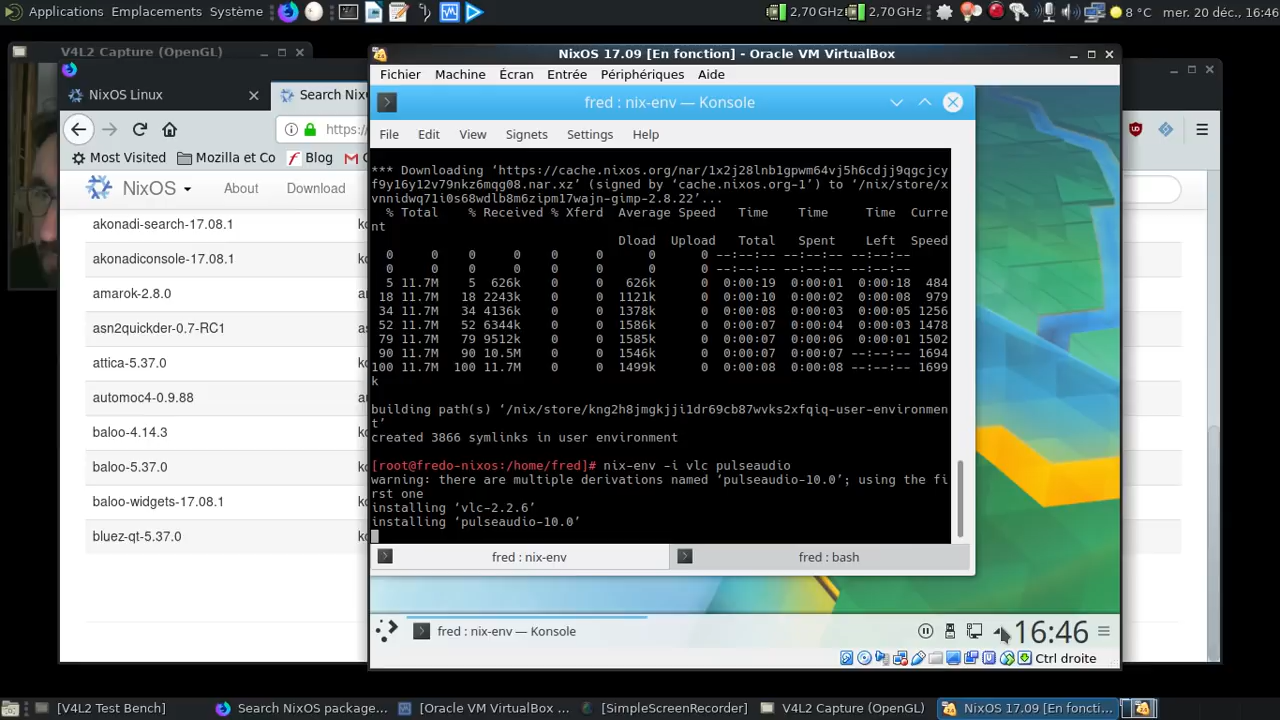 Applications Emplacements Système
2,70 GHz 2,70 GHz 8 °C mer. 20 déc., 16:46
V4L2 Capture (OpenGL)
NixOS 17.09 [En fonction] - Oracle VM VirtualBox
NixOS Linux
Search Nix
Fichier Machine Écran Entrée Périphériques Aide
fred : nix-env — Konsole
https:/
File Edit View Signets Settings Help
Most Visited Mozilla et Co Blog
NixOS About Download
akonadi-search-17.08.1
akonadiconsole-17.08.1
amarok-2.8.0
asn2quickder-0.7-RC1
attica-5.37.0
automoc4-0.9.88
baloo-4.14.3
baloo-5.37.0
baloo-widgets-17.08.1
bluez-qt-5.37.0
*** Downloading ‘https://cache.nixos.org/nar/1x2j28lnb1gpwm64vj5h6cdjj9qgcjcy
f9y16y12v79nkz6mqg08.nar.xz’ (signed by ‘cache.nixos.org-1’) to ‘/nix/store/x
vnnidwq71i0s68wdlb8m6zipm17wajn-gimp-2.8.22’...
% Total % Received % Xferd Average Speed Time Time Time Curre
nt
Dload Upload Total Spent Left Speed
0 0 0 0 0 0 0 0 --:--:-- --:--:-- --:--:--
0 0 0 0 0 0 0 0 --:--:-- --:--:-- --:--:--
5 11.7M 5 626k 0 0 626k 0 0:00:19 0:00:01 0:00:18 484
18 11.7M 18 2243k 0 0 1121k 0 0:00:10 0:00:02 0:00:08 979
34 11.7M 34 4136k 0 0 1378k 0 0:00:08 0:00:03 0:00:05 1256
52 11.7M 52 6344k 0 0 1586k 0 0:00:07 0:00:04 0:00:03 1478
79 11.7M 79 9512k 0 0 1585k 0 0:00:07 0:00:06 0:00:01 1502
90 11.7M 90 10.5M 0 0 1546k 0 0:00:07 0:00:07 --:--:-- 1694
100 11.7M 100 11.7M 0 0 1499k 0 0:00:08 0:00:08 --:--:-- 1699
k
building path(s) ‘/nix/store/kng2h8jmgkjji1dr69cb87wvks2xfqiq-user-environmen
t’
created 3866 symlinks in user environment
[root@fredo-nixos:/home/fred]# nix-env -i vlc pulseaudio
warning: there are multiple derivations named ‘pulseaudio-10.0’; using the fi
rst one
installing ‘vlc-2.2.6’
installing ‘pulseaudio-10.0’
fred : nix-env fred : bash
fred : nix-env — Konsole
16:46
Ctrl droite
[V4L2 Test Bench] Search NixOS package... [Oracle VM VirtualBox ... [SimpleScreenRecorder] V4L2 Capture (OpenGL) NixOS 17.09 [En foncti...